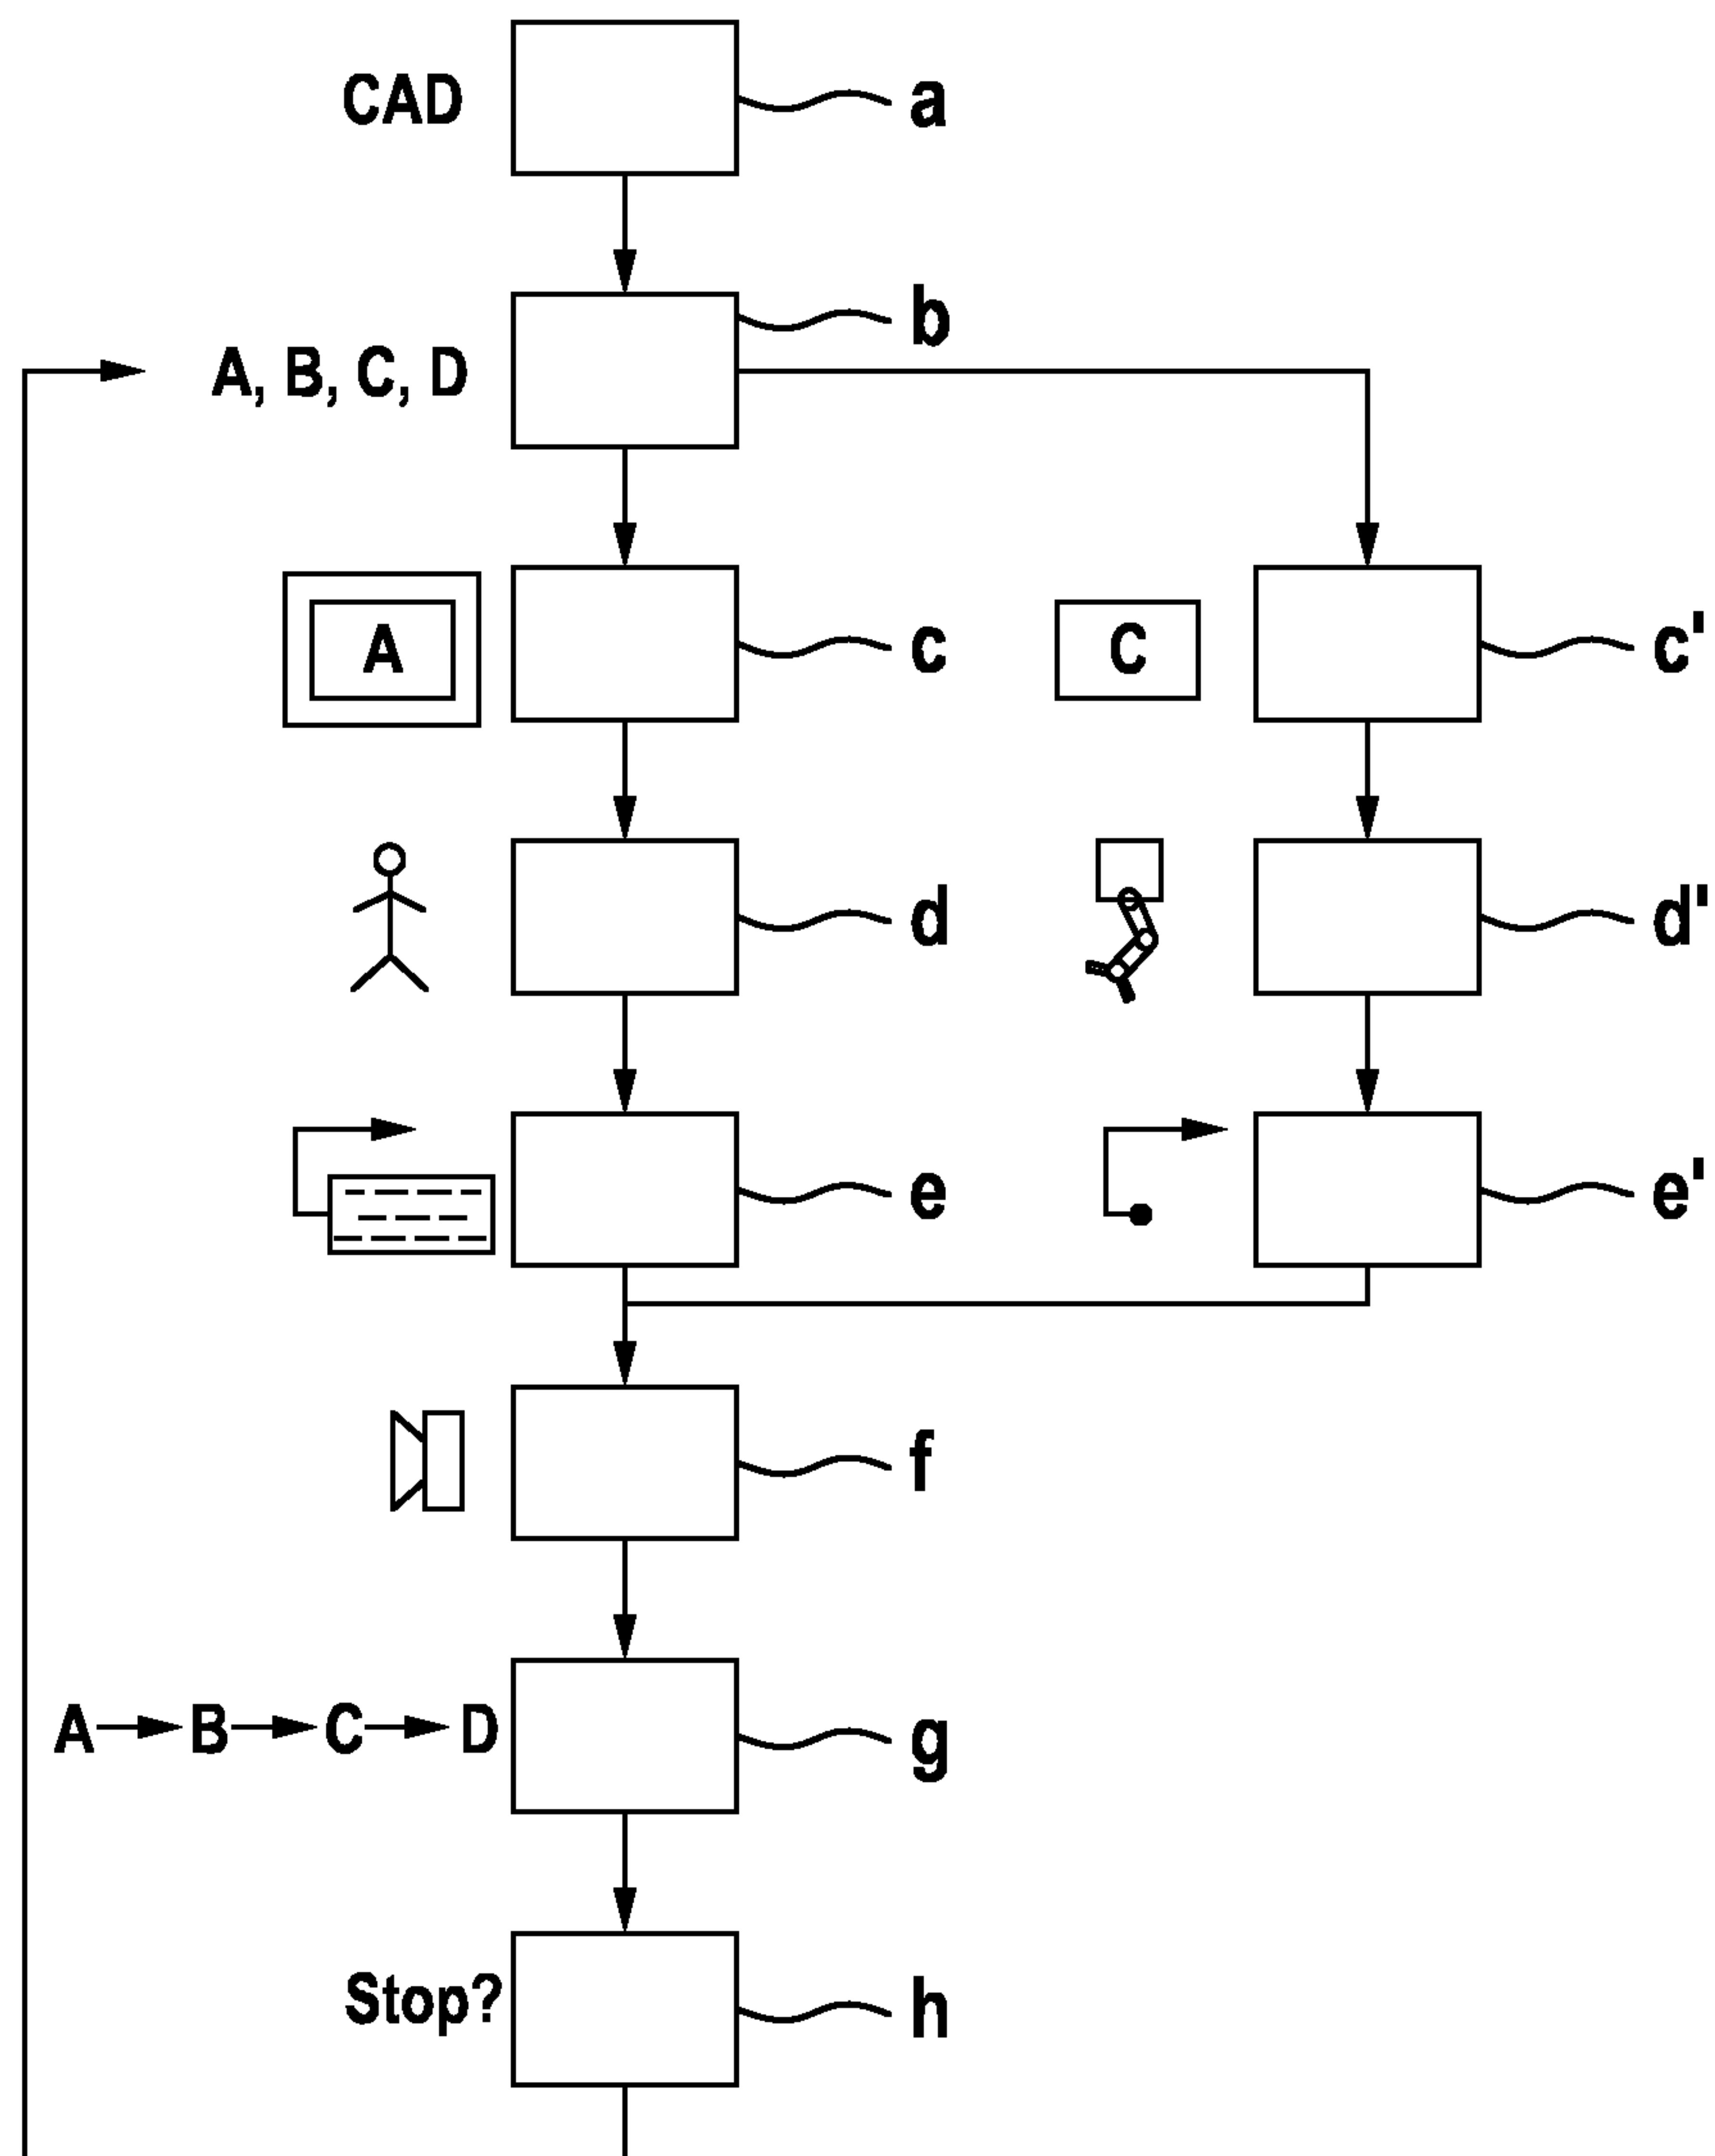 CAD a
b
A, B, C, D
A c C c'
d d'
e e'
f
A B C D g
Stop? h